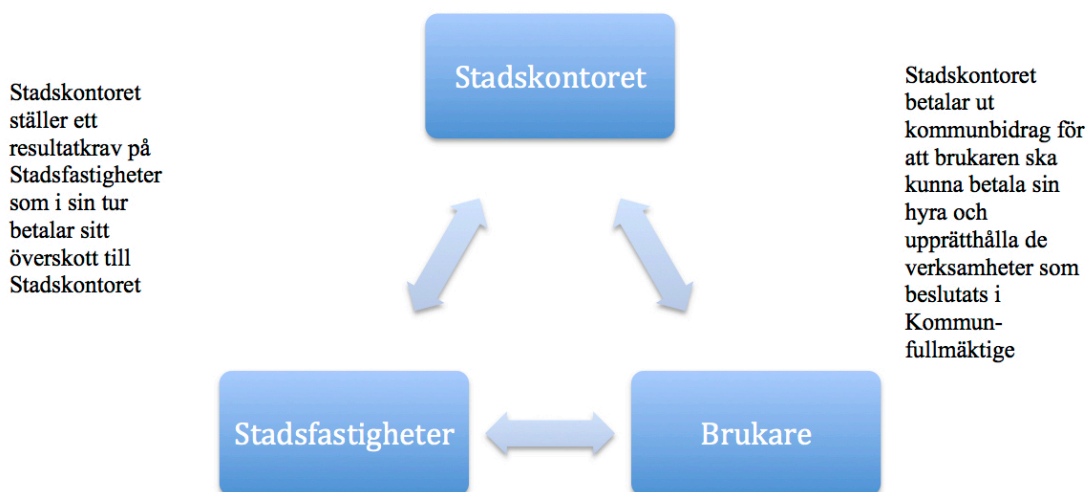 Stadskontoret
Stadskontoret
ställer ett
resultatkrav på
Stadsfastigheter
som i sin tur
betalar sitt
överskott till
Stadskontoret
Stadskontoret
betalar ut
kommunbidrag för
att brukaren ska
kunna betala sin
hyra och
upprätthålla de
verksamheter som
beslutats i
Kommun-
fullmäktige
Stadsfastigheter
Brukare